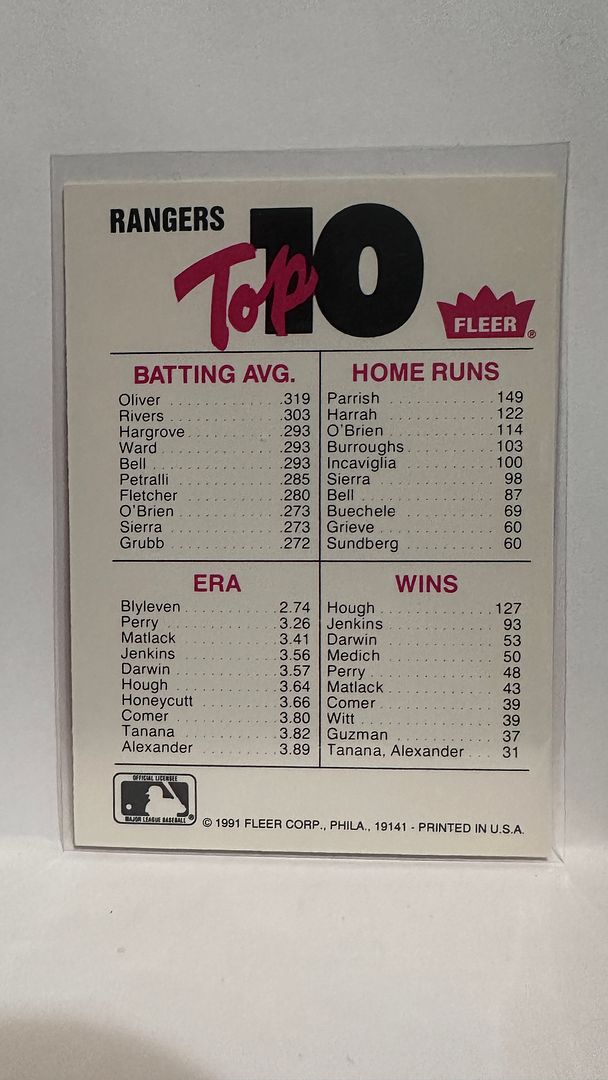 RANGERS
Top 10
FLEER®
BATTING AVG.
Oliver .319
Rivers .303
Hargrove .293
Ward .293
Bell .293
Petralli .285
Fletcher .280
O'Brien .273
Sierra .273
Grubb .272
HOME RUNS
Parrish 149
Harrah 122
O'Brien 114
Burroughs 103
Incaviglia 100
Sierra 98
Bell 87
Buechele 69
Grieve 60
Sundberg 60
ERA
Blyleven 2.74
Perry 3.26
Matlack 3.41
Jenkins 3.56
Darwin 3.57
Hough 3.64
Honeycutt 3.66
Comer 3.80
Tanana 3.82
Alexander 3.89
WINS
Hough 127
Jenkins 93
Darwin 53
Medich 50
Perry 48
Matlack 43
Comer 39
Witt 39
Guzman 37
Tanana, Alexander 31
OFFICIAL LICENSEE
MAJOR LEAGUE BASEBALL®
© 1991 FLEER CORP., PHILA., 19141 - PRINTED IN U.S.A.